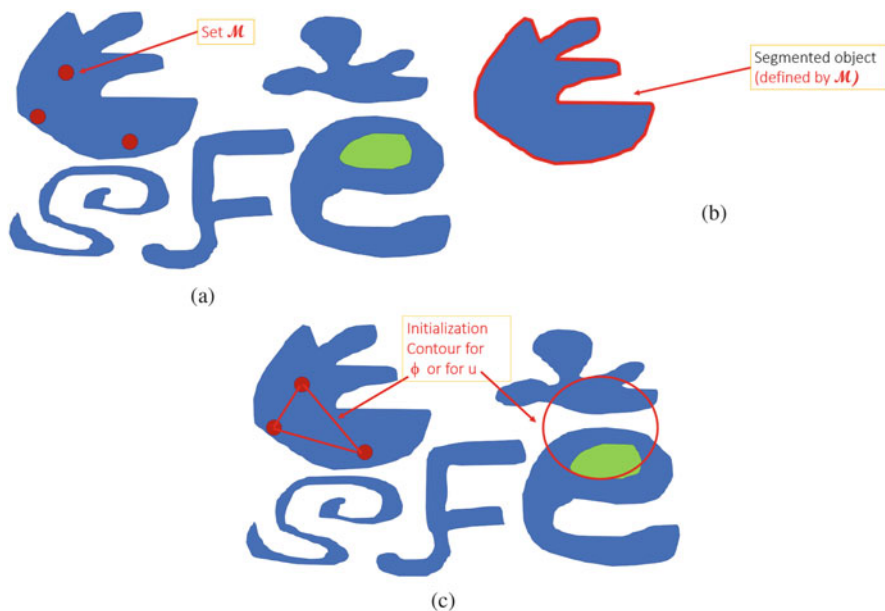 Set ℳ
Segmented object
(defined by ℳ)
(b)
(a)
Initialization
Contour for
ϕ or for u
(c)